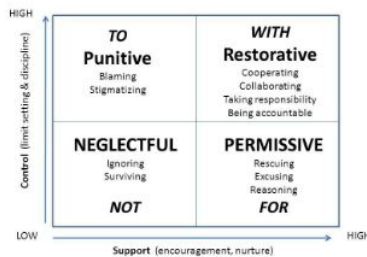 HIGH
Control (limit setting & discipline)
TO
Punitive
Blaming
Stigmatizing
WITH
Restorative
Cooperating
Collaborating
Taking responsibility
Being accountable
NEGLECTFUL
Ignoring
Surviving
NOT
PERMISSIVE
Rescuing
Excusing
Reasoning
FOR
LOW
HIGH
Support (encouragement, nurture)